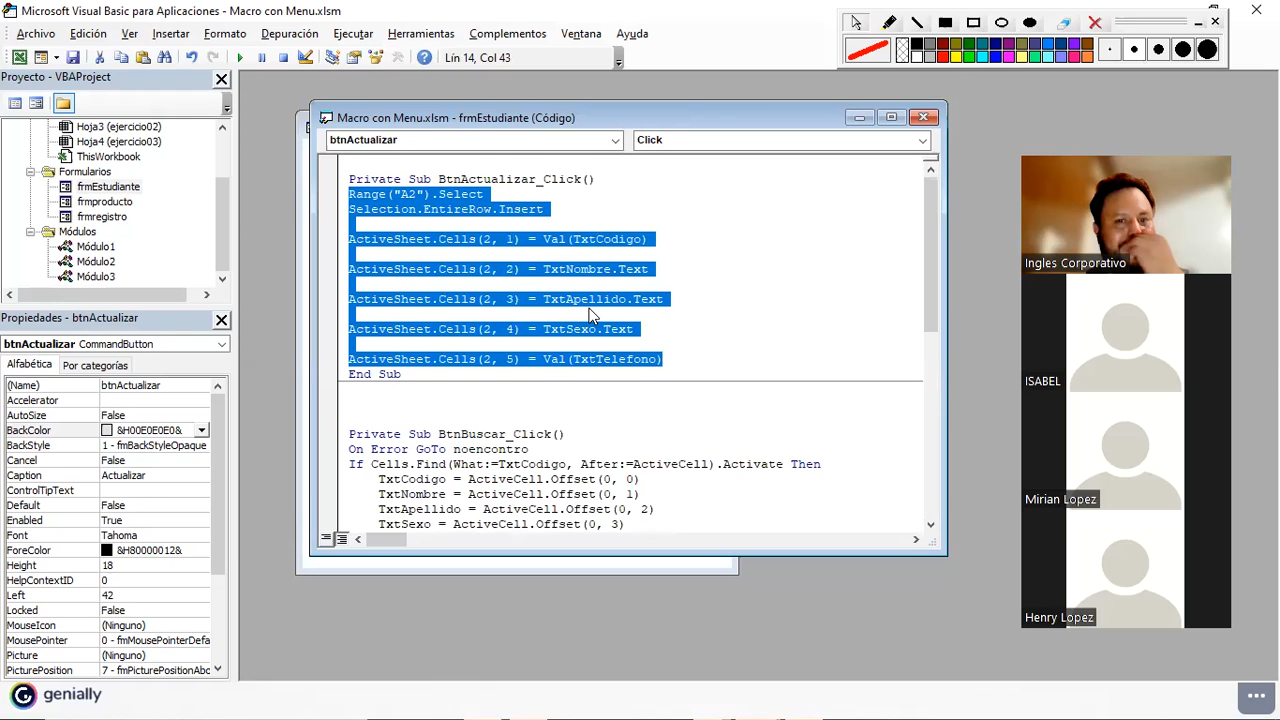 Microsoft Visual Basic para Aplicaciones - Macro con Menu.xlsm
Archivo Edición Ver Insertar Formato Depuración Ejecutar Herramientas Complementos Ventana Ayuda
Lín 14, Col 43
Proyecto - VBAProject
Hoja3 (ejercicio02)
Hoja4 (ejercicio03)
ThisWorkbook
Formularios
frmEstudiante
frmproducto
frmregistro
Módulos
Módulo1
Módulo2
Módulo3
Propiedades - btnActualizar
btnActualizar CommandButton
Alfabética Por categorías
(Name) btnActualizar
Accelerator
AutoSize False
BackColor &H00E0E0E0&
BackStyle 1 - fmBackStyleOpaque
Cancel False
Caption Actualizar
ControlTipText
Default False
Enabled True
Font Tahoma
ForeColor &H80000012&
Height 18
HelpContextID 0
Left 42
Locked False
MouseIcon (Ninguno)
MousePointer 0 - fmMousePointerDefa
Picture (Ninguno)
PicturePosition 7 - fmPicturePositionAbo
Macro con Menu.xlsm - frmEstudiante (Código)
btnActualizar Click
Private Sub BtnActualizar_Click()
Range("A2").Select
Selection.EntireRow.Insert
ActiveSheet.Cells(2, 1) = Val(TxtCodigo)
ActiveSheet.Cells(2, 2) = TxtNombre.Text
ActiveSheet.Cells(2, 3) = TxtApellido.Text
ActiveSheet.Cells(2, 4) = TxtSexo.Text
ActiveSheet.Cells(2, 5) = Val(TxtTelefono)
End Sub
Private Sub BtnBuscar_Click()
On Error GoTo noencontro
If Cells.Find(What:=TxtCodigo, After:=ActiveCell).Activate Then
TxtCodigo = ActiveCell.Offset(0, 0)
TxtNombre = ActiveCell.Offset(0, 1)
TxtApellido = ActiveCell.Offset(0, 2)
TxtSexo = ActiveCell.Offset(0, 3)
Ingles Corporativo
ISABEL
Mirian Lopez
Henry Lopez
genially